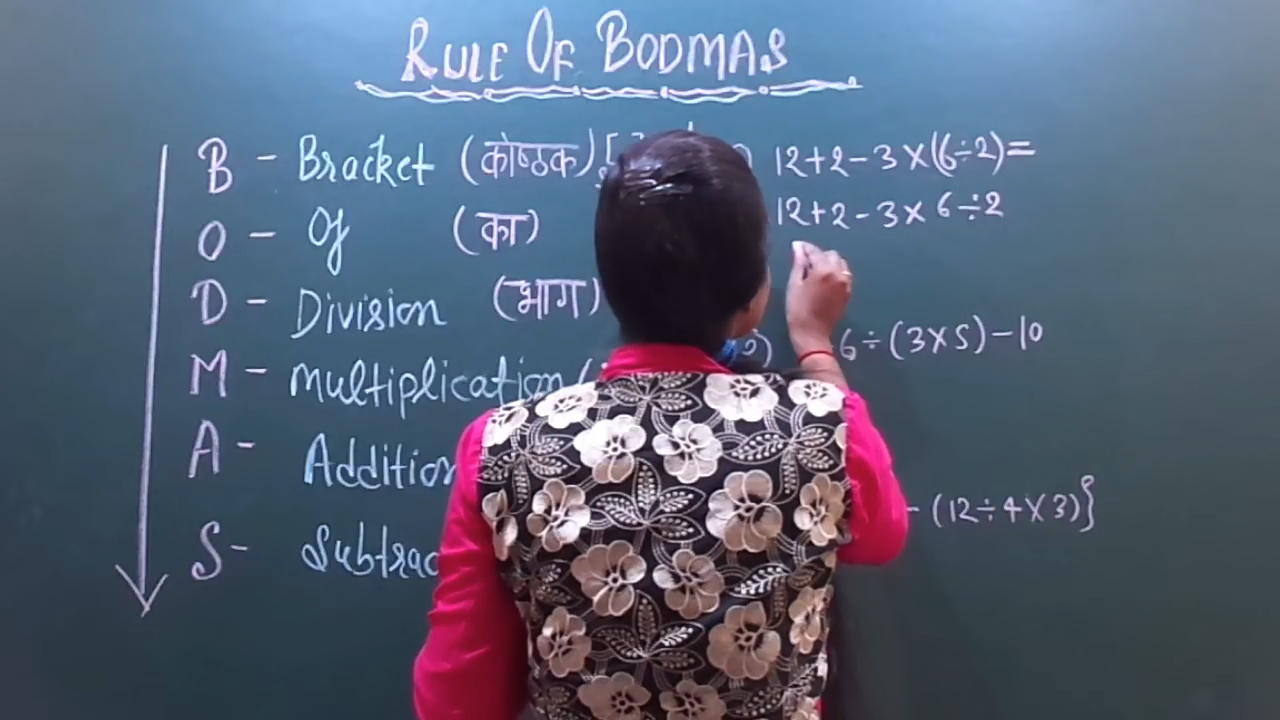 RULE OF BODMAS
B - Bracket (कोष्ठक) 12+2-3×(6÷2)=
12+2-3×6÷2
O - Of (का)
D - Division (भाग)
6÷(3×5)-10
M - Multiplication (
A - Addition
- (12÷4×3)}
S -